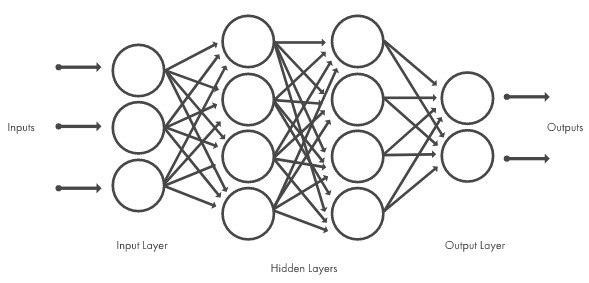 Inputs
Outputs
Input Layer
Output Layer
Hidden Layers